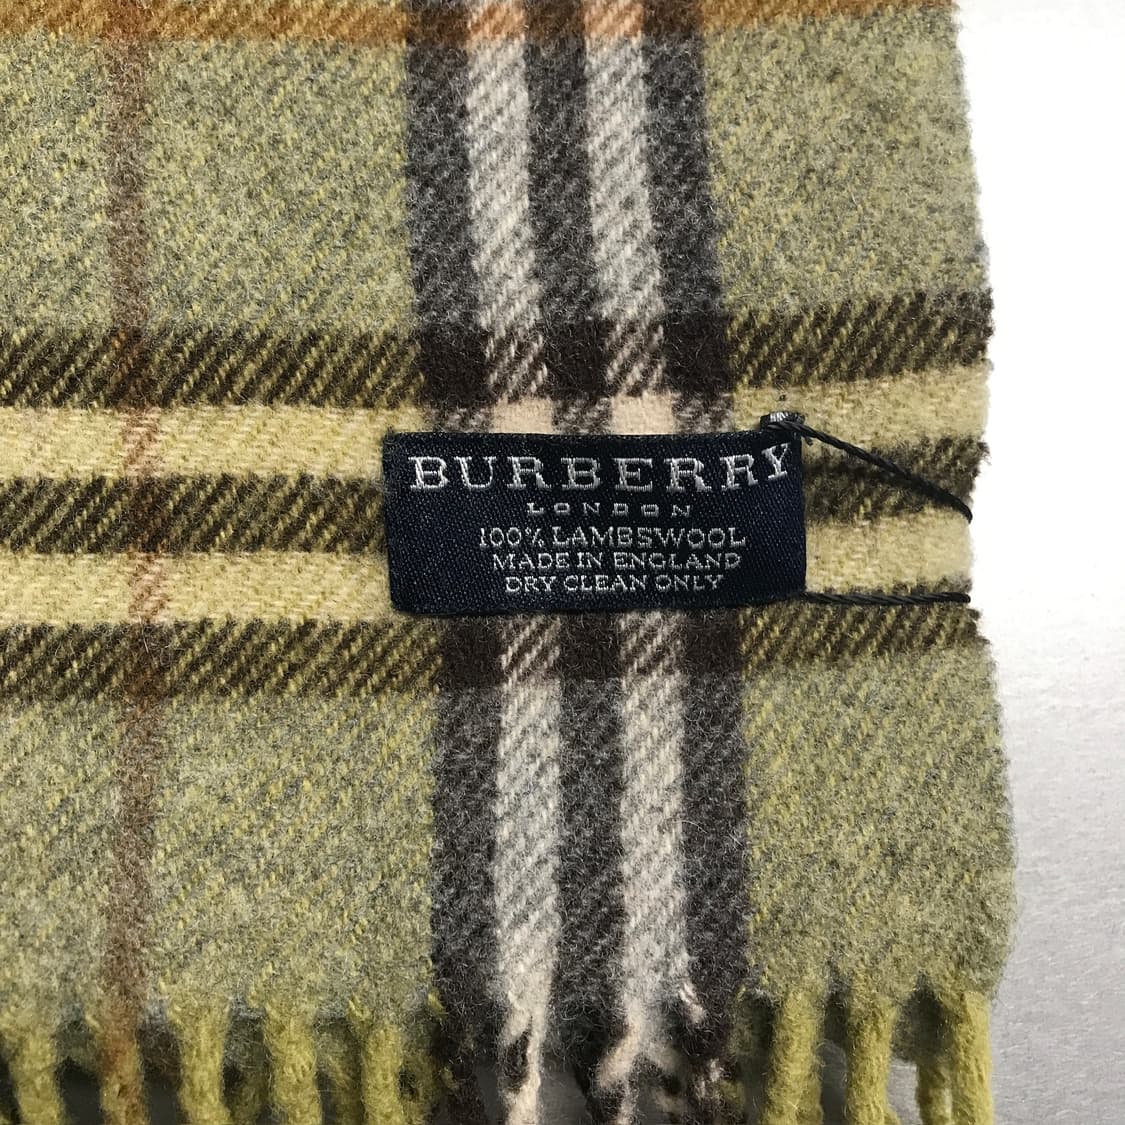 BURBERRY
LONDON
100% LAMBSWOOL
MADE IN ENGLAND
DRY CLEAN ONLY